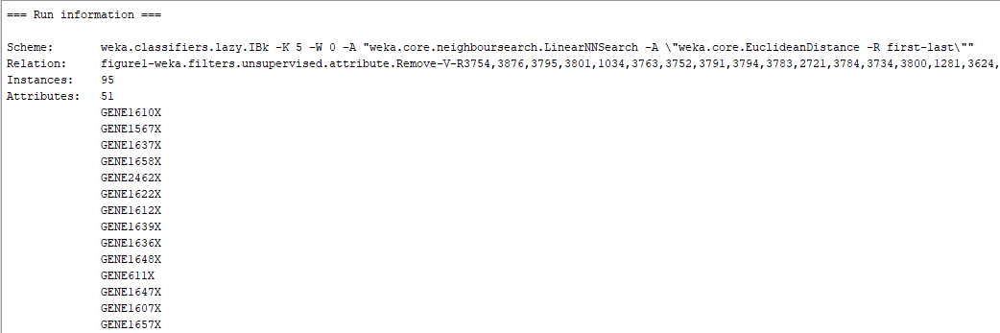 === Run information ===
Scheme: weka.classifiers.lazy.IBk -K 5 -W 0 -A "weka.core.neighboursearch.LinearNNSearch -A \"weka.core.EuclideanDistance -R first-last\""
Relation: figure1-weka.filters.unsupervised.attribute.Remove-V-R3754,3876,3795,3801,1034,3763,3752,3791,3794,3783,2721,3784,3734,3800,1281,3624,
Instances: 95
Attributes: 51
GENE1610X
GENE1567X
GENE1637X
GENE1658X
GENE2462X
GENE1622X
GENE1612X
GENE1639X
GENE1636X
GENE1648X
GENE611X
GENE1647X
GENE1607X
GENE1657X